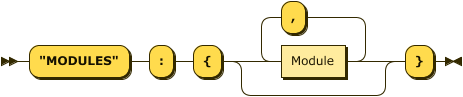 ,
"MODULES" : { Module }